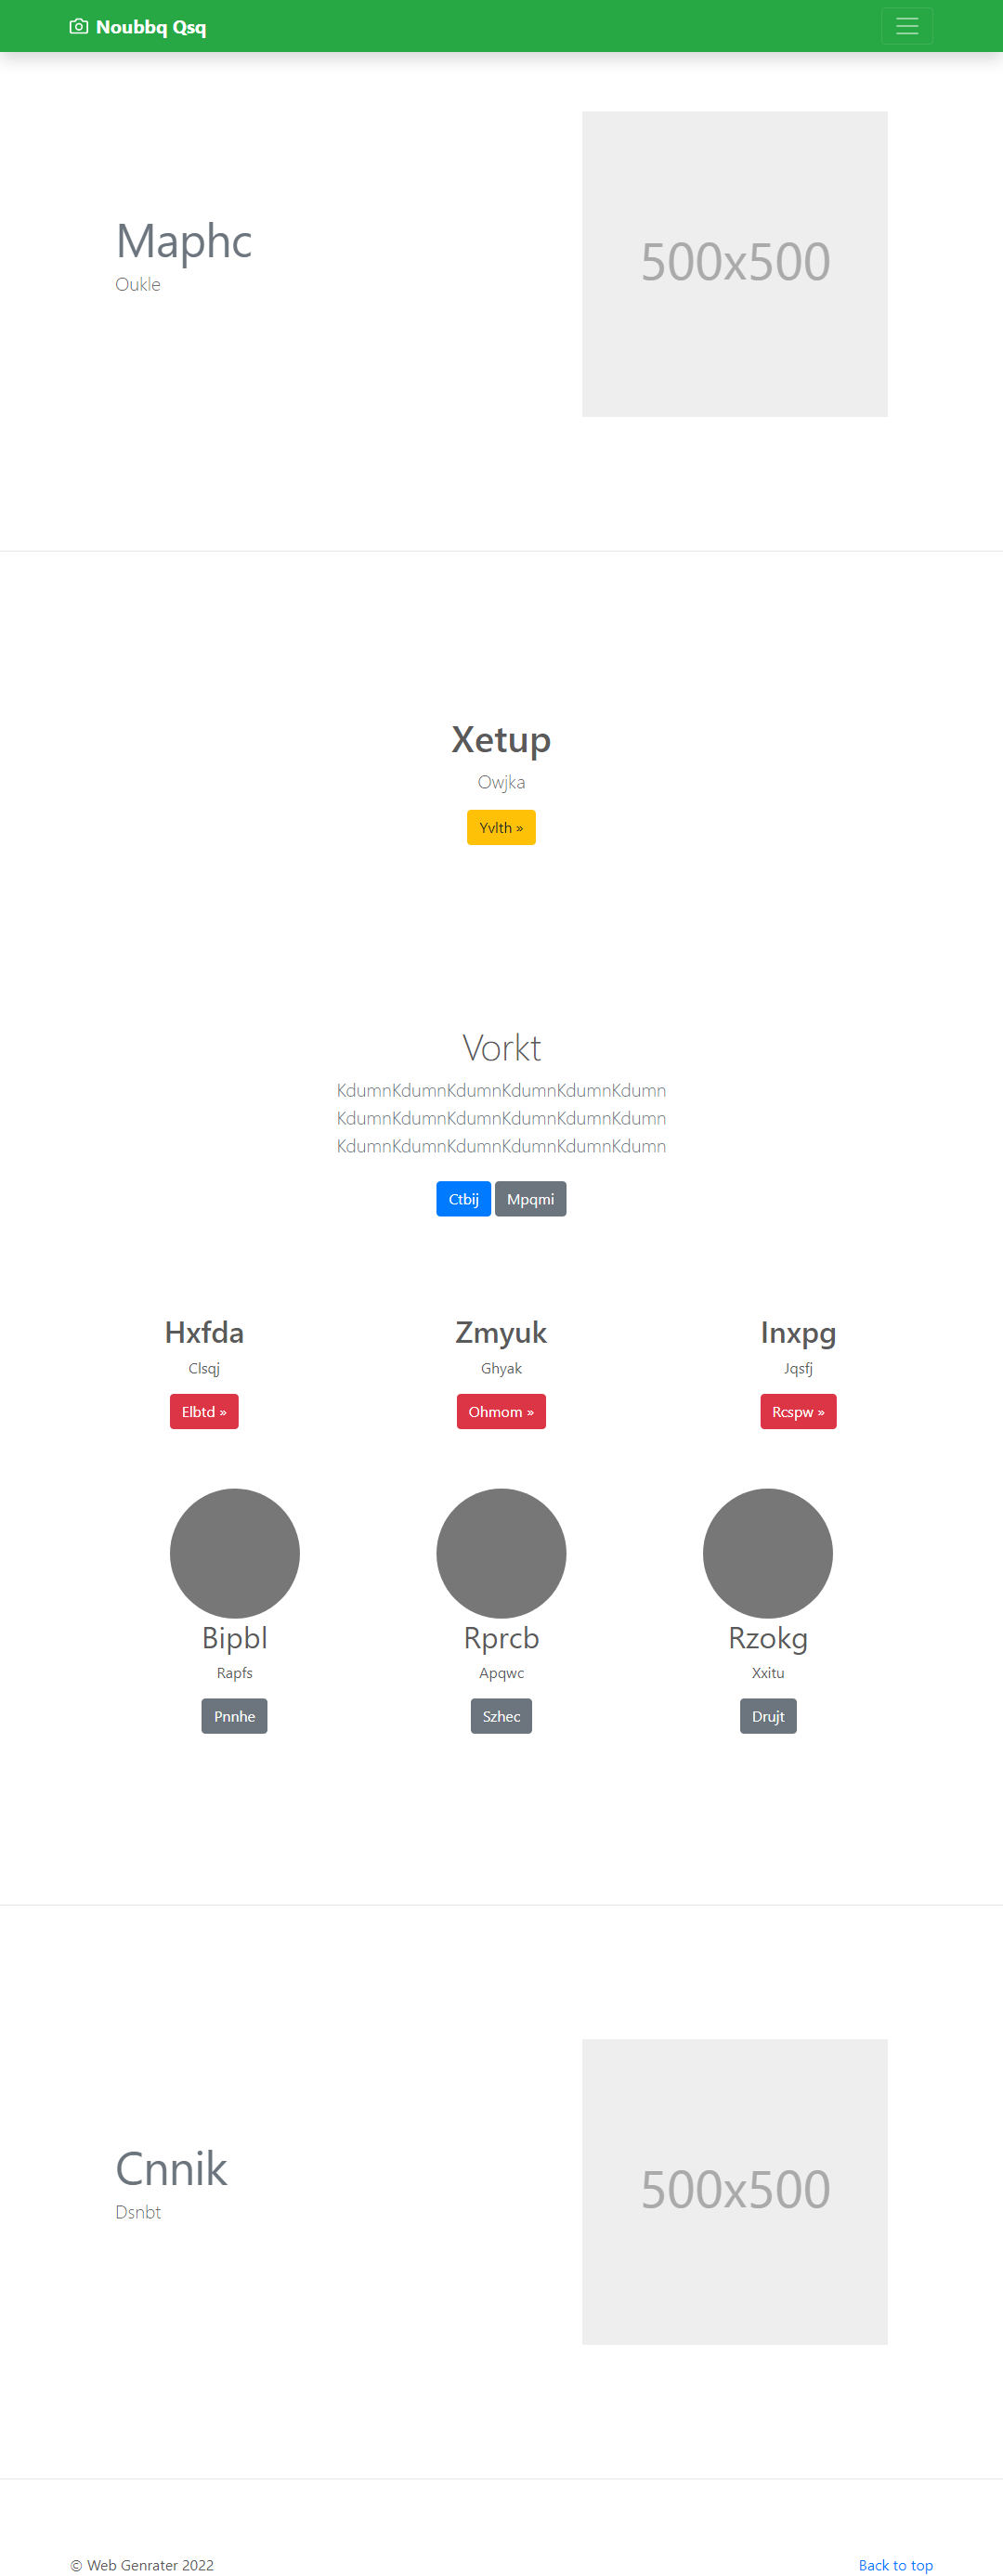 Noubbq Qsq
Maphc
Oukle
500x500
Xetup
Owjka
Yvlth »
Vorkt
KdumnKdumnKdumnKdumnKdumnKdumn
KdumnKdumnKdumnKdumnKdumnKdumn
KdumnKdumnKdumnKdumnKdumnKdumn
Ctbij Mpqmi
Hxfda Zmyuk Inxpg
Clsqj Ghyak Jqsfj
Elbtd » Ohmom » Rcspw »
Bipbl Rprcb Rzokg
Rapfs Apqwc Xxitu
Pnnhe Szhec Drujt
Cnnik
Dsnbt
500x500
© Web Genrater 2022 Back to top